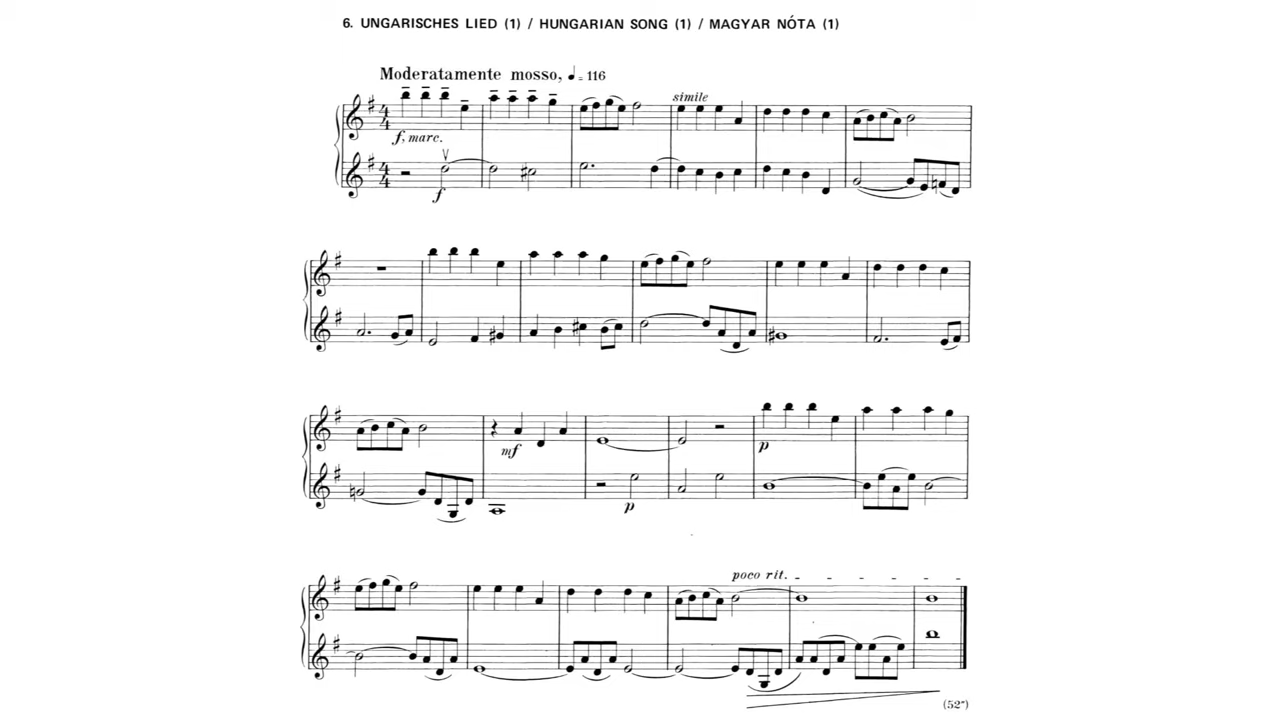 6. UNGARISCHES LIED (1) / HUNGARIAN SONG (1) / MAGYAR NÓTA (1)
Moderatamente mosso, ♩ = 116
simile
f, marc.
f
mf
p
p
poco rit.
(52")